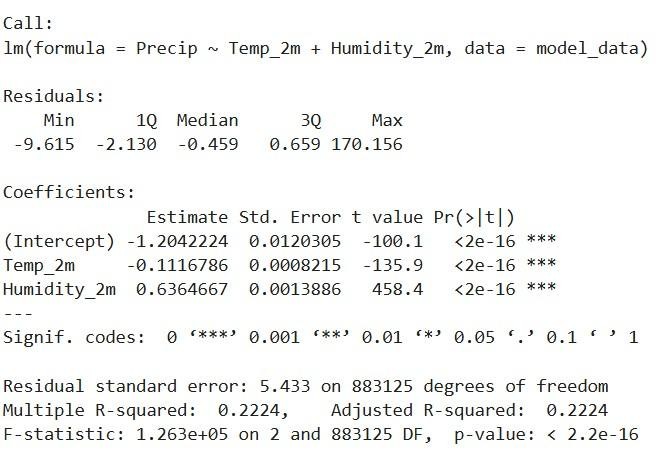 Call:
lm(formula = Precip ~ Temp_2m + Humidity_2m, data = model_data)
Residuals:
Min 1Q Median 3Q Max
-9.615 -2.130 -0.459 0.659 170.156
Coefficients:
Estimate Std. Error t value Pr(>|t|)
(Intercept) -1.2042224 0.0120305 -100.1 <2e-16 ***
Temp_2m -0.1116786 0.0008215 -135.9 <2e-16 ***
Humidity_2m 0.6364667 0.0013886 458.4 <2e-16 ***
---
Signif. codes: 0 ‘***’ 0.001 ‘**’ 0.01 ‘*’ 0.05 ‘.’ 0.1 ‘ ’ 1
Residual standard error: 5.433 on 883125 degrees of freedom
Multiple R-squared: 0.2224, Adjusted R-squared: 0.2224
F-statistic: 1.263e+05 on 2 and 883125 DF, p-value: < 2.2e-16